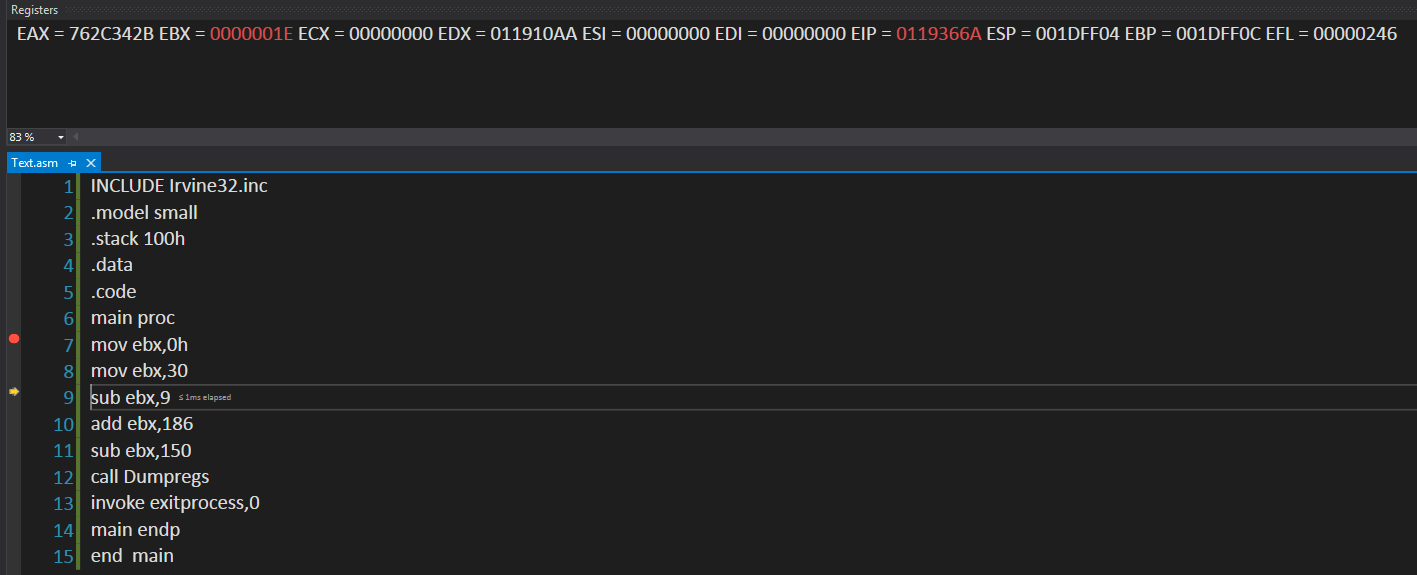 Registers
EAX = 762C342B EBX = 0000001E ECX = 00000000 EDX = 011910AA ESI = 00000000 EDI = 00000000 EIP = 0119366A ESP = 001DFF04 EBP = 001DFF0C EFL = 00000246
83 %
Text.asm
1 INCLUDE Irvine32.inc
2 .model small
3 .stack 100h
4 .data
5 .code
6 main proc
7 mov ebx,0h
8 mov ebx,30
9 sub ebx,9 ≤ 1ms elapsed
10 add ebx,186
11 sub ebx,150
12 call Dumpregs
13 invoke exitprocess,0
14 main endp
15 end  main